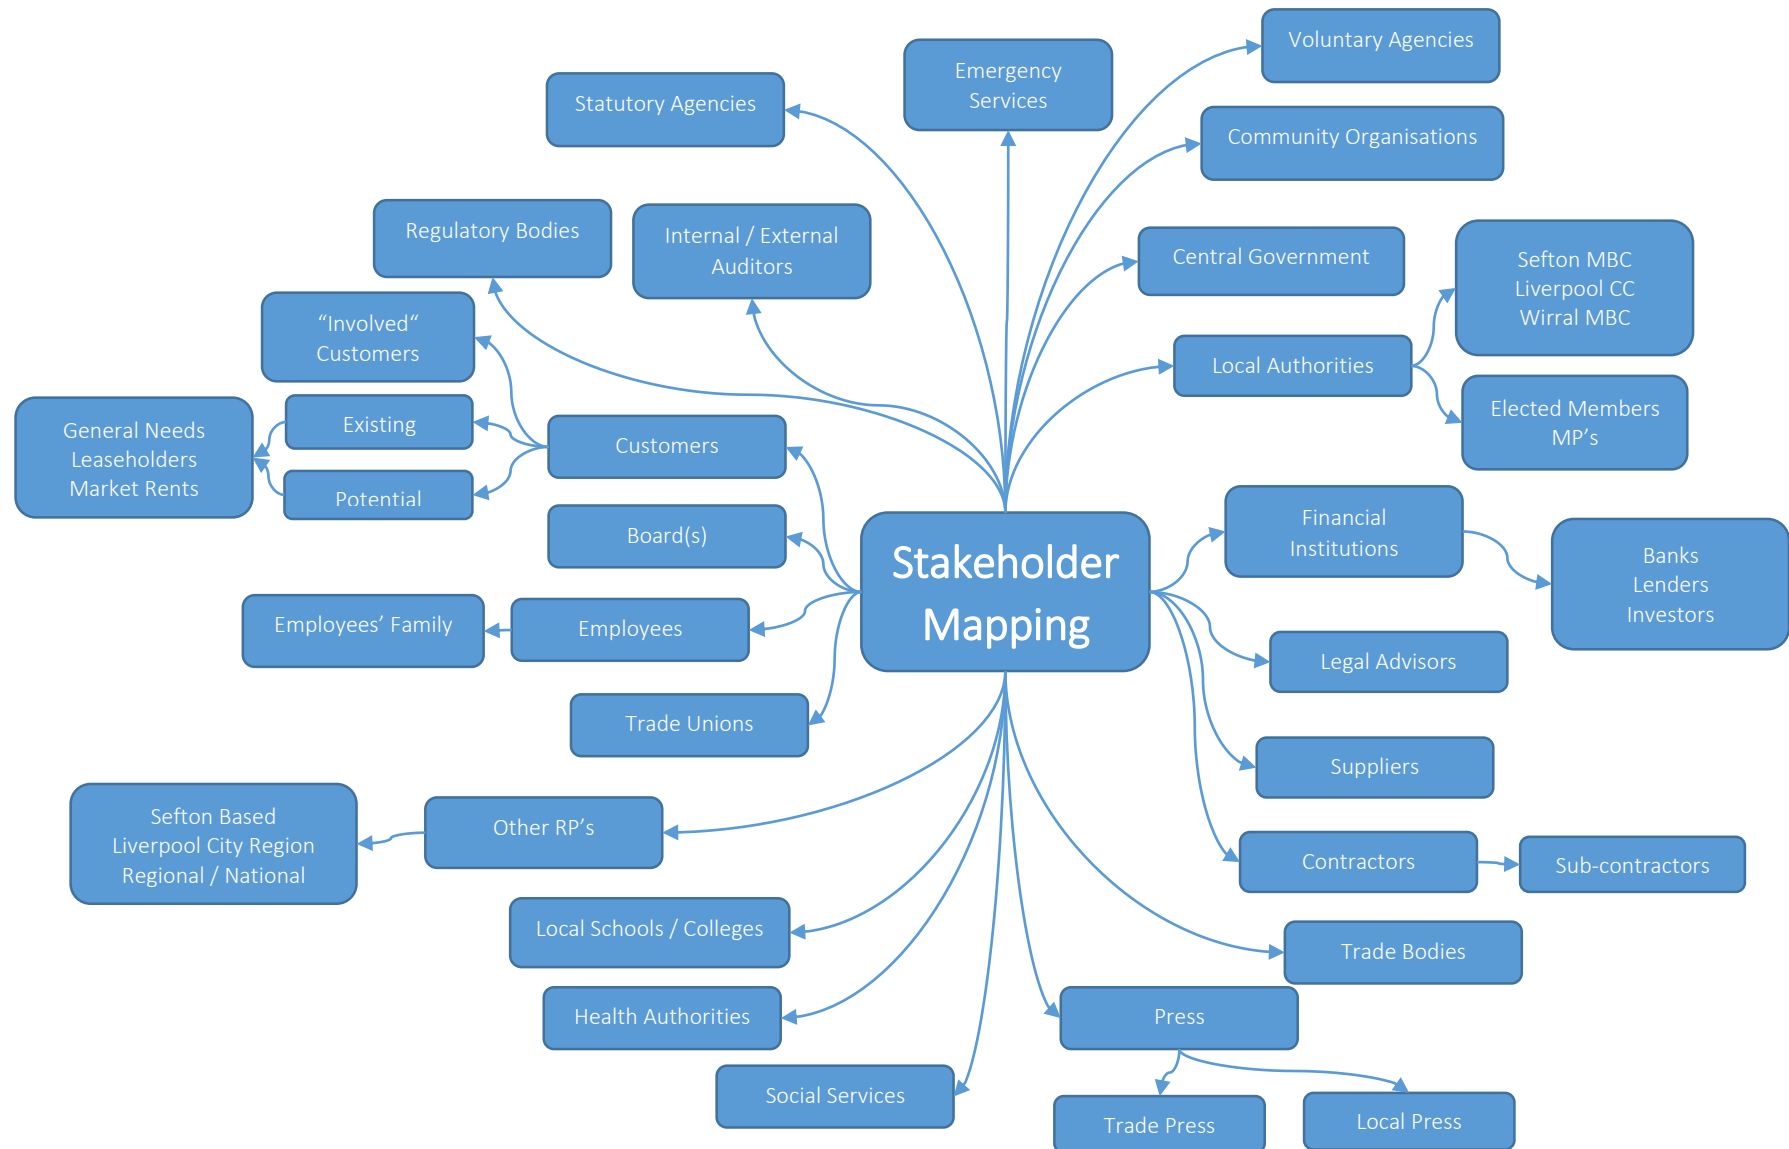 Voluntary Agencies
Emergency
Services
Statutory Agencies
Community Organisations
Regulatory Bodies
Internal / External
Auditors
Central Government
Sefton MBC
Liverpool CC
Wirral MBC
“Involved“
Customers
Local Authorities
Elected Members
MP’s
General Needs
Leaseholders
Market Rents
Existing
Potential
Customers
Board(s)
Stakeholder
Mapping
Financial
Institutions
Banks
Lenders
Investors
Employees’ Family
Employees
Legal Advisors
Trade Unions
Suppliers
Sefton Based
Liverpool City Region
Regional / National
Other RP’s
Contractors
Sub-contractors
Local Schools / Colleges
Trade Bodies
Health Authorities
Press
Social Services
Trade Press
Local Press